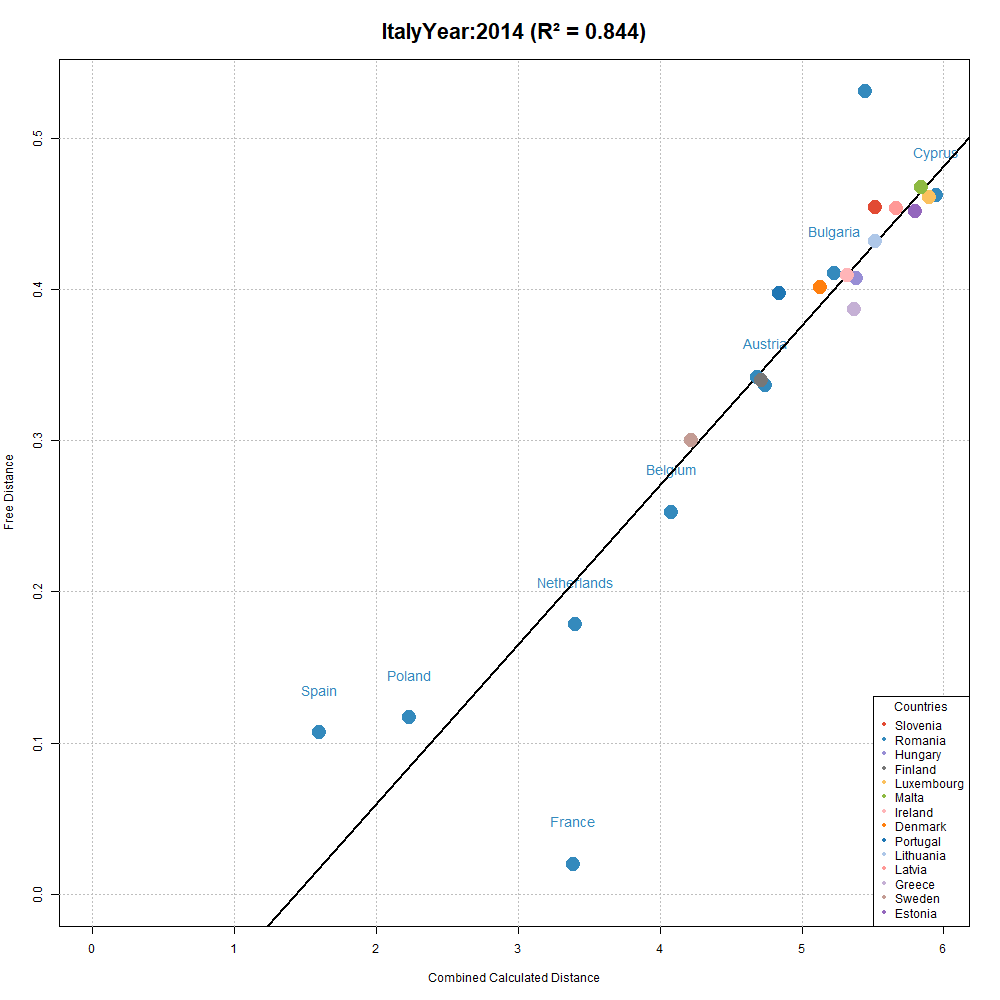 ItalyYear:2014 (R² = 0.844)
Cyprus
Bulgaria
Austria
Belgium
Netherlands
Poland
Spain
France
0.5
0.4
0.3
0.2
0.1
0.0
Free Distance
0 1 2 3 4 5 6
Combined Calculated Distance
Countries
Slovenia
Romania
Hungary
Finland
Luxembourg
Malta
Ireland
Denmark
Portugal
Lithuania
Latvia
Greece
Sweden
Estonia